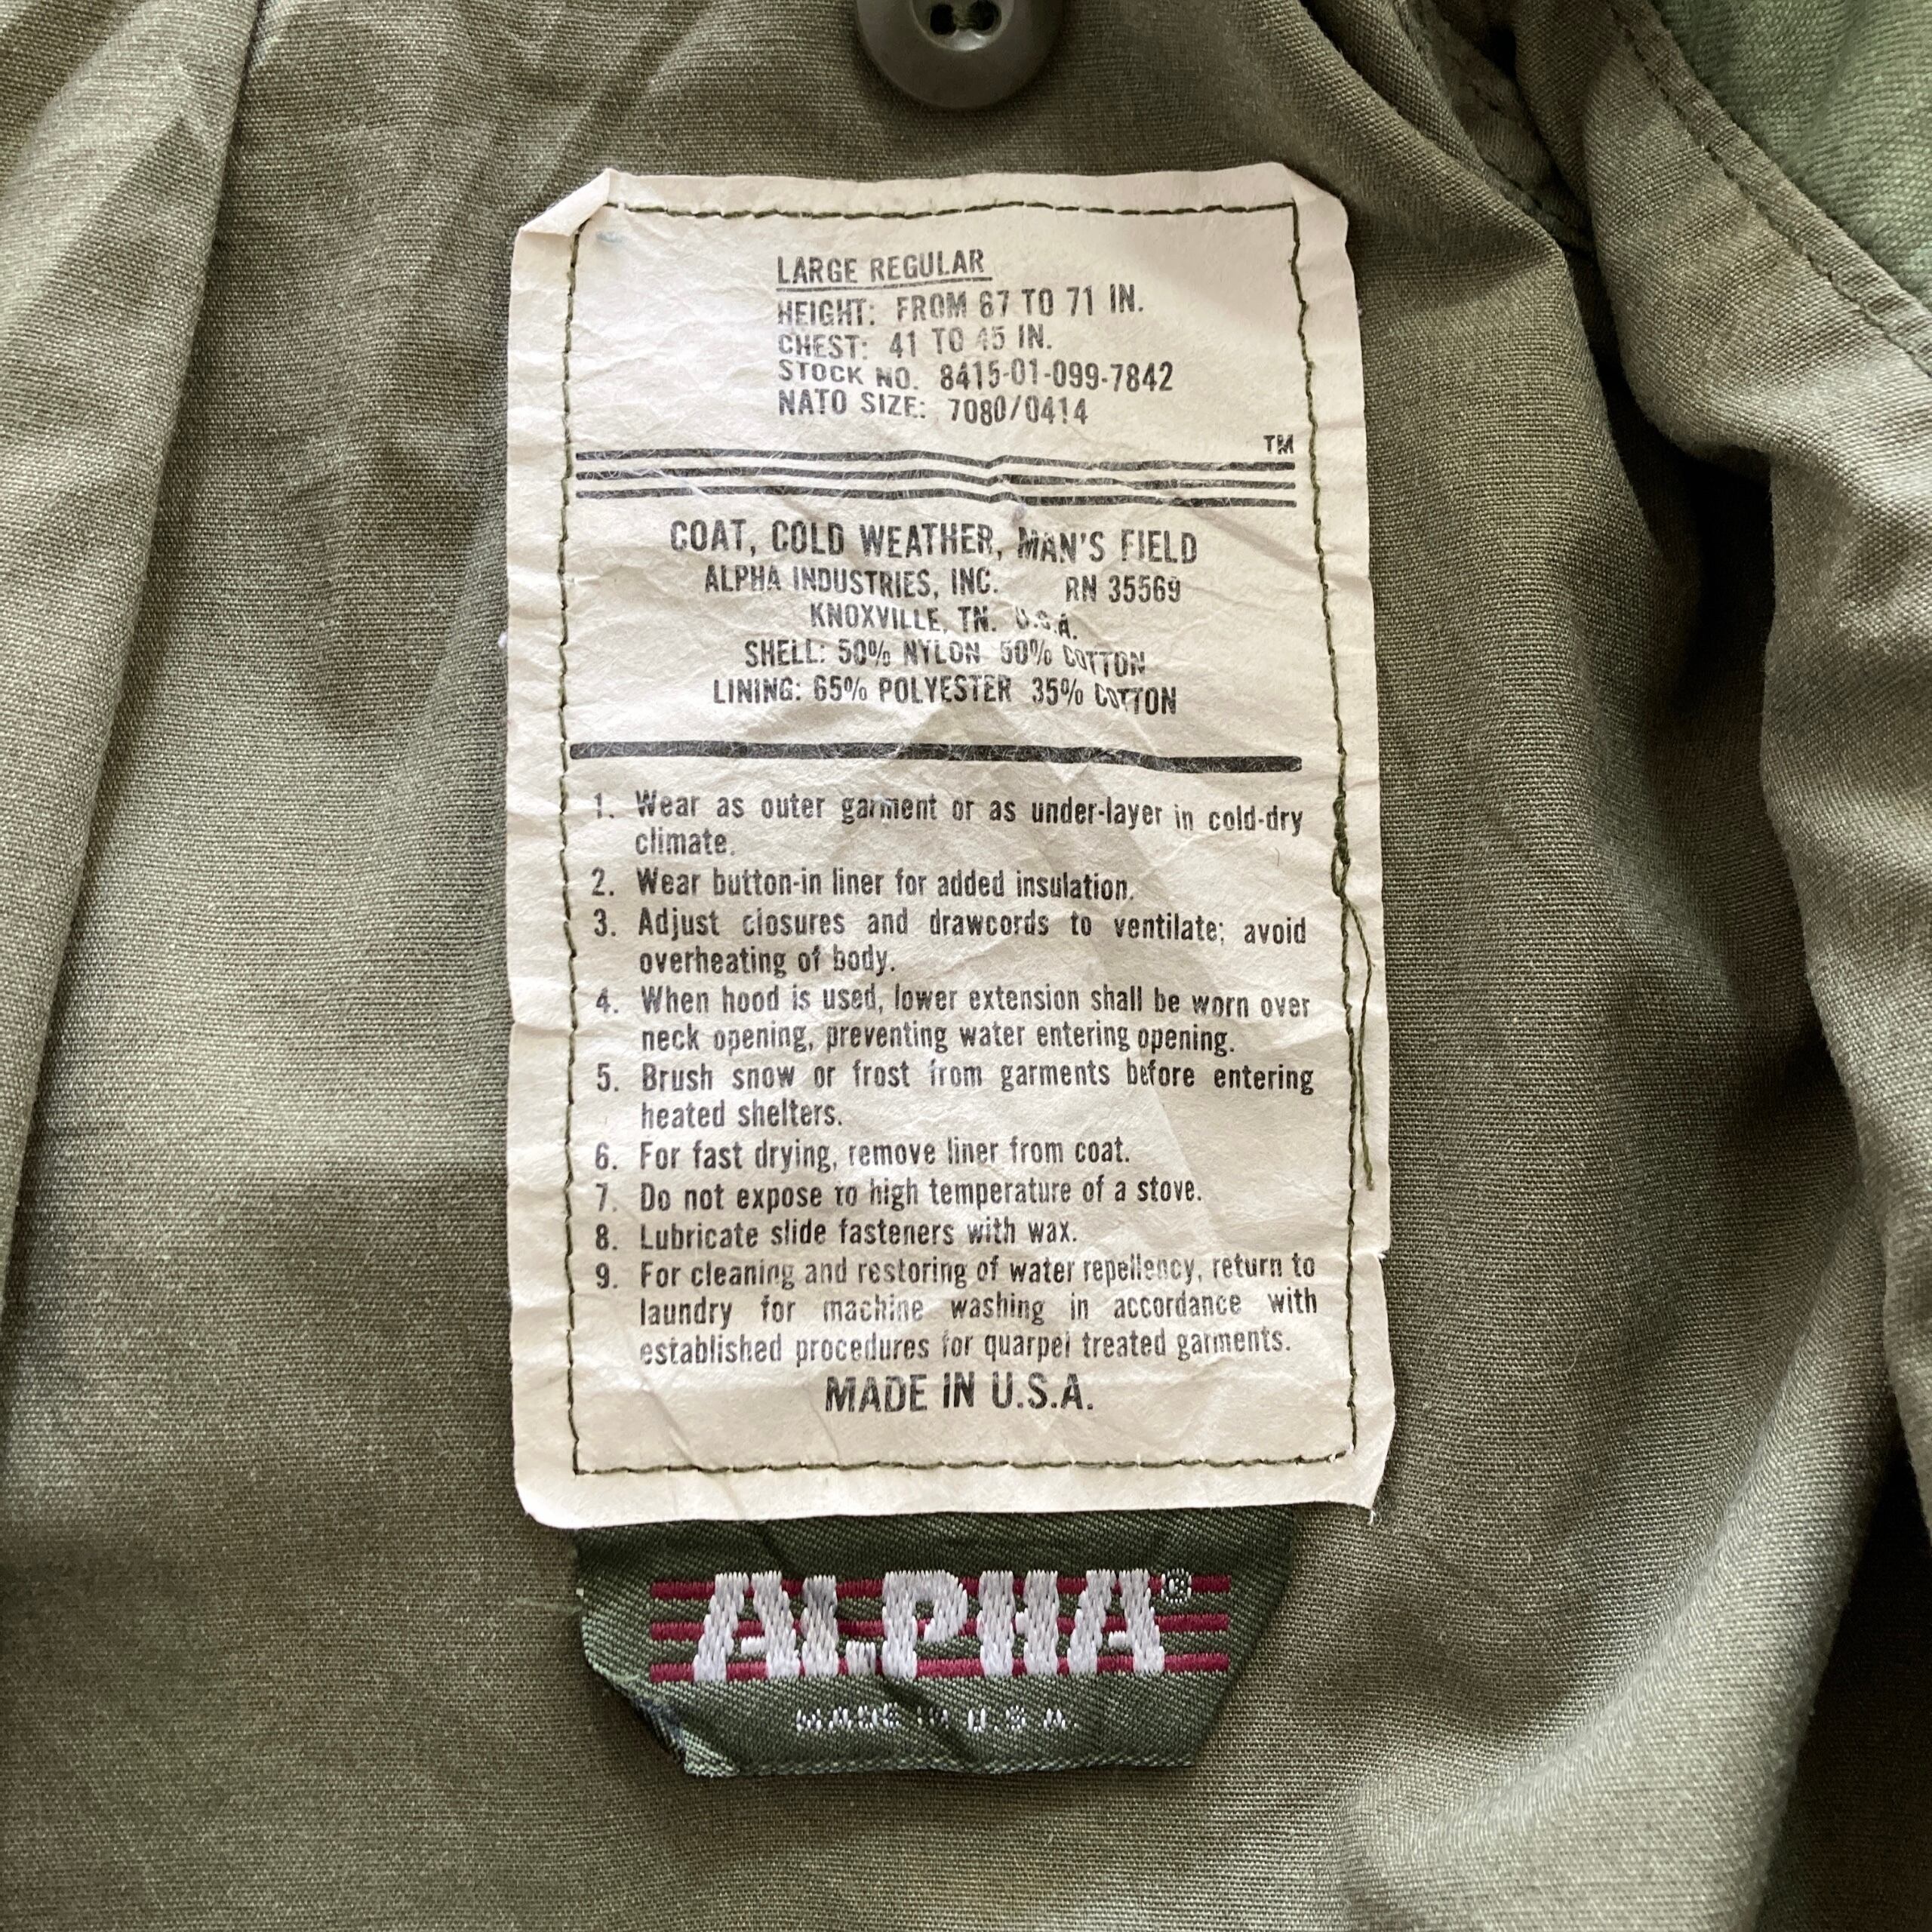 LARGE REGULAR
HEIGHT: FROM 67 TO 71 IN.
CHEST: 41 TO 45 IN.
STOCK NO. 8415-01-099-7842
NATO SIZE: 7080/0414
TM
COAT, COLD WEATHER, MAN'S FIELD
ALPHA INDUSTRIES, INC. RN 35569
KNOXVILLE, TN. U.S.A.
SHELL: 50% NYLON 50% COTTON
LINING: 65% POLYESTER 35% COTTON
1. Wear as outer garment or as under-layer in cold-dry
climate.
2. Wear button-in liner for added insulation.
3. Adjust closures and drawcords to ventilate; avoid
overheating of body.
4. When hood is used, lower extension shall be worn over
neck opening, preventing water entering opening.
5. Brush snow or frost from garments before entering
heated shelters.
6. For fast drying, remove liner from coat.
7. Do not expose to high temperature of a stove.
8. Lubricate slide fasteners with wax.
9. For cleaning and restoring of water repellency, return to
laundry for machine washing in accordance with
established procedures for quarpel treated garments.
MADE IN U.S.A.
ALPHA®
MADE IN U.S.A.